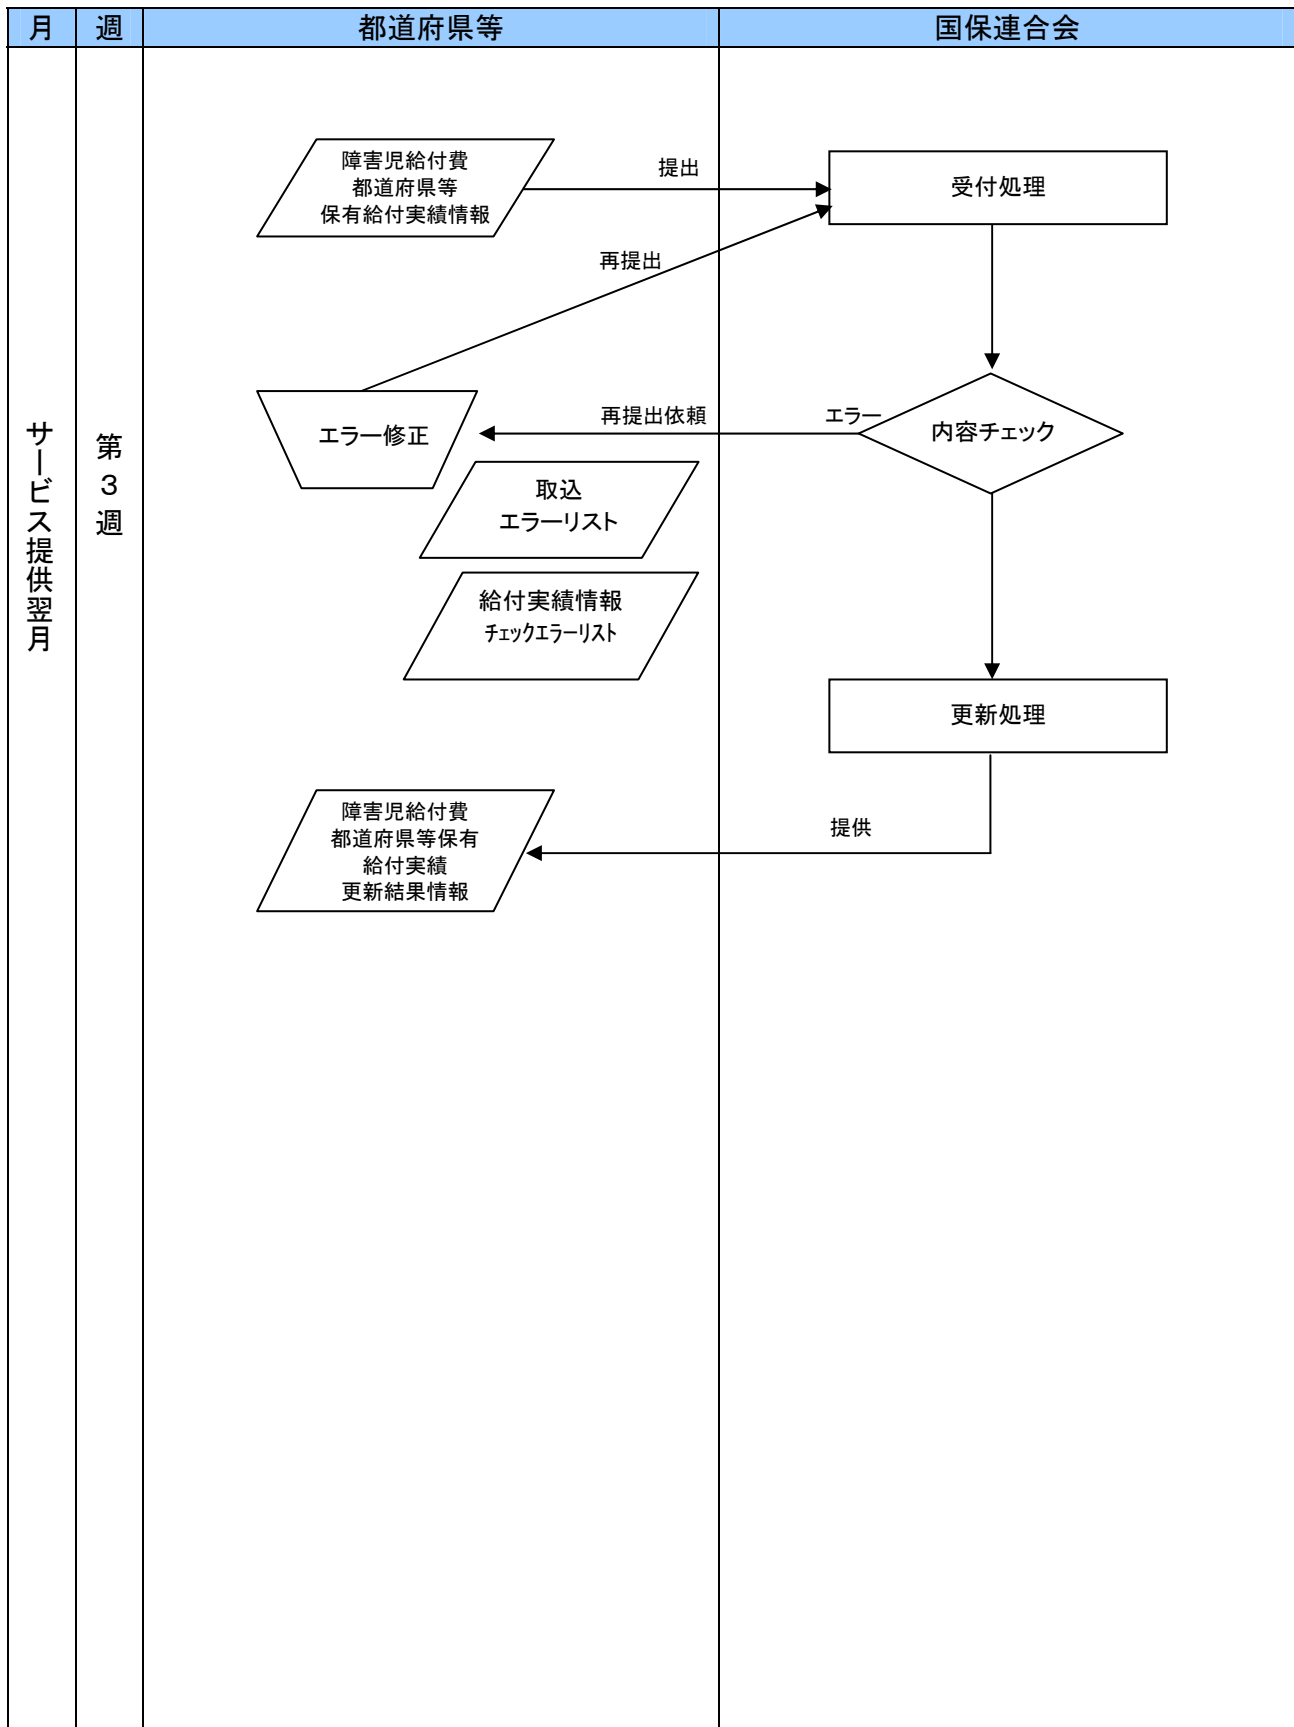 月
週
都道府県等
国保連合会
障害児給付費
都道府県等
保有給付実績情報
提出
受付処理
再提出
サービス提供翌月
第３週
エラー修正
再提出依頼
エラー
内容チェック
取込
エラーリスト
給付実績情報
ﾁｪｯｸｴﾗｰﾘｽﾄ
更新処理
障害児給付費
都道府県等保有
給付実績
更新結果情報
提供